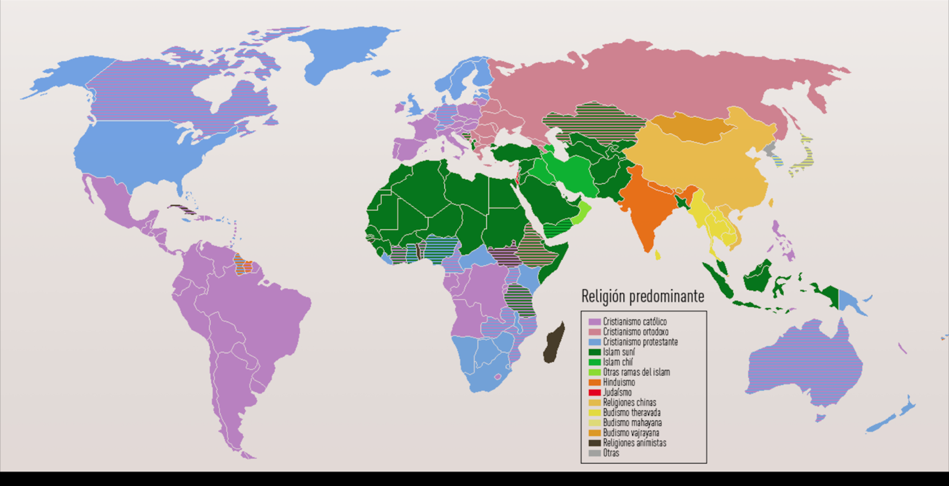 Religión predominante
Cristianismo católico
Cristianismo ortodoxo
Cristianismo protestante
Islam suní
Islam chií
Otras ramas del islam
Hinduismo
Judaísmo
Religiones chinas
Budismo theravada
Budismo mahayana
Budismo vajrayana
Religiones animistas
Otras